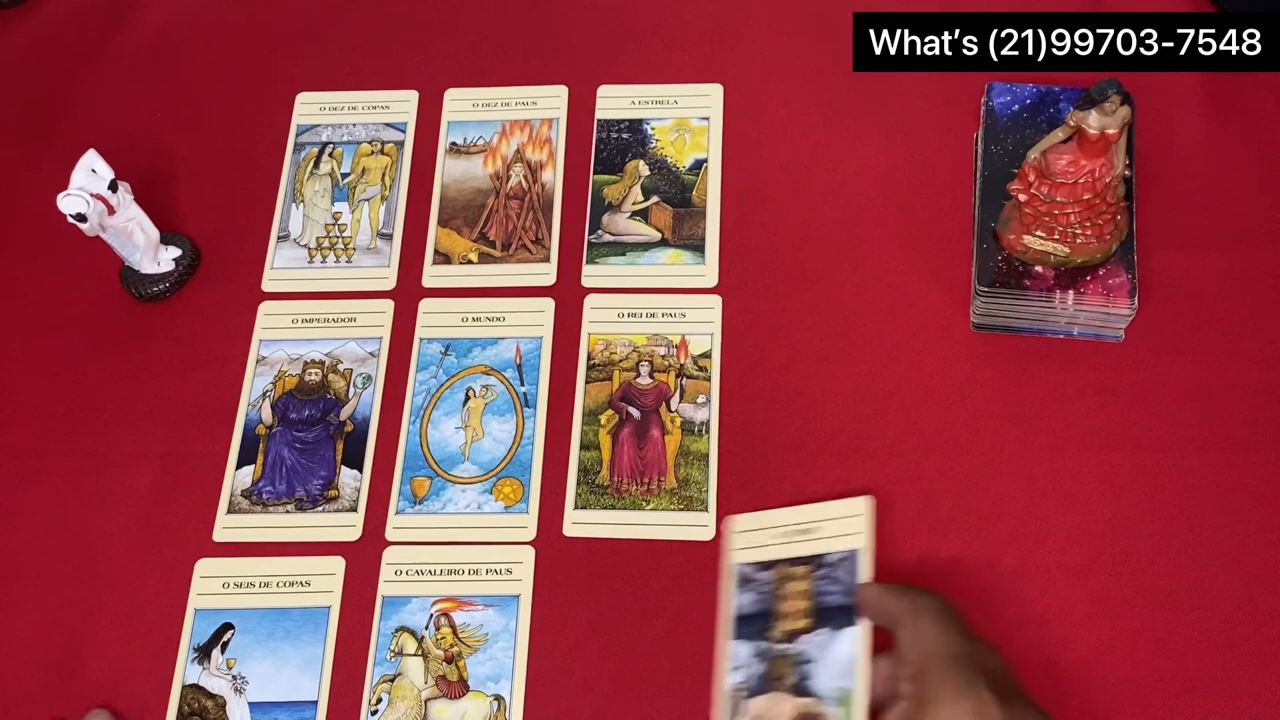 What's (21)99703-7548
O DEZ DE COPAS
O DEZ DE PAUS
A ESTRELA
O IMPERADOR
O MUNDO
O REI DE PAUS
O SEIS DE COPAS
O CAVALEIRO DE PAUS